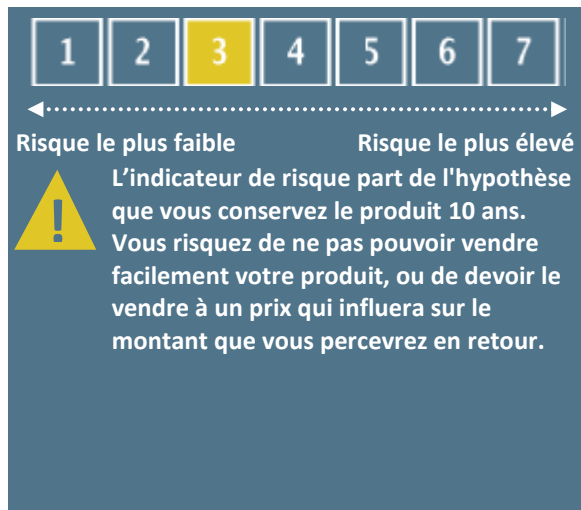 1 2 3 4 5 6 7
Risque le plus faible Risque le plus élevé
!
L’indicateur de risque part de l'hypothèse
que vous conservez le produit 10 ans.
Vous risquez de ne pas pouvoir vendre
facilement votre produit, ou de devoir le
vendre à un prix qui influera sur le
montant que vous percevrez en retour.